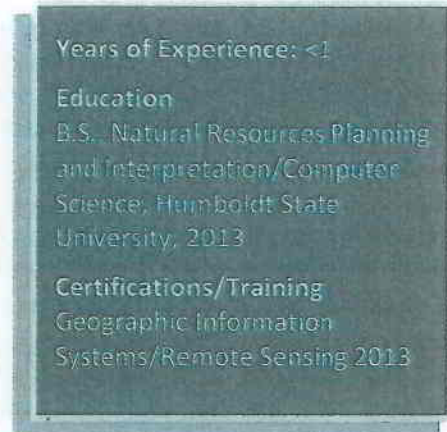 Years of Experience: <1
Education
B.S., Natural Resources Planning
and Interpretation/Computer
Science, Humboldt State
University, 2013
Certifications/Training
Geographic Information
Systems/Remote Sensing 2013